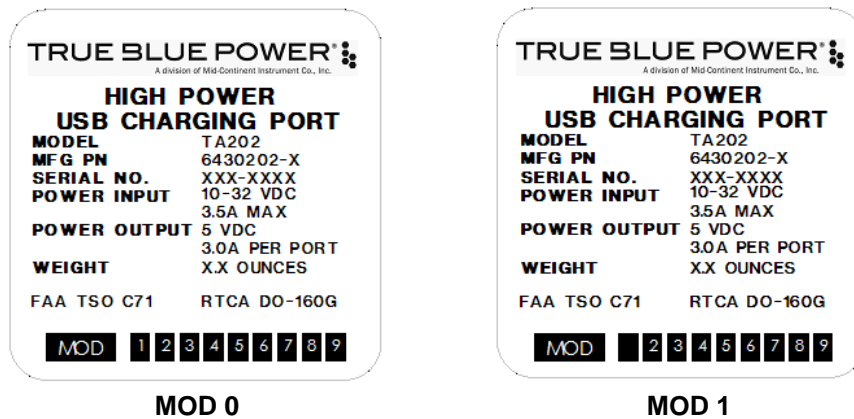 TRUE BLUE POWER®
A division of Mid-Continent Instrument Co., Inc.
HIGH POWER
USB CHARGING PORT
MODEL TA202
MFG PN 6430202-X
SERIAL NO. XXX-XXXX
POWER INPUT 10-32 VDC
3.5A MAX
POWER OUTPUT 5 VDC
3.0A PER PORT
WEIGHT X.X OUNCES
FAA TSO C71 RTCA DO-160G
MOD 1 2 3 4 5 6 7 8 9
MOD 0
TRUE BLUE POWER®
A division of Mid-Continent Instrument Co., Inc.
HIGH POWER
USB CHARGING PORT
MODEL TA202
MFG PN 6430202-X
SERIAL NO. XXX-XXXX
POWER INPUT 10-32 VDC
3.5A MAX
POWER OUTPUT 5 VDC
3.0A PER PORT
WEIGHT X.X OUNCES
FAA TSO C71 RTCA DO-160G
MOD 2 3 4 5 6 7 8 9
MOD 1